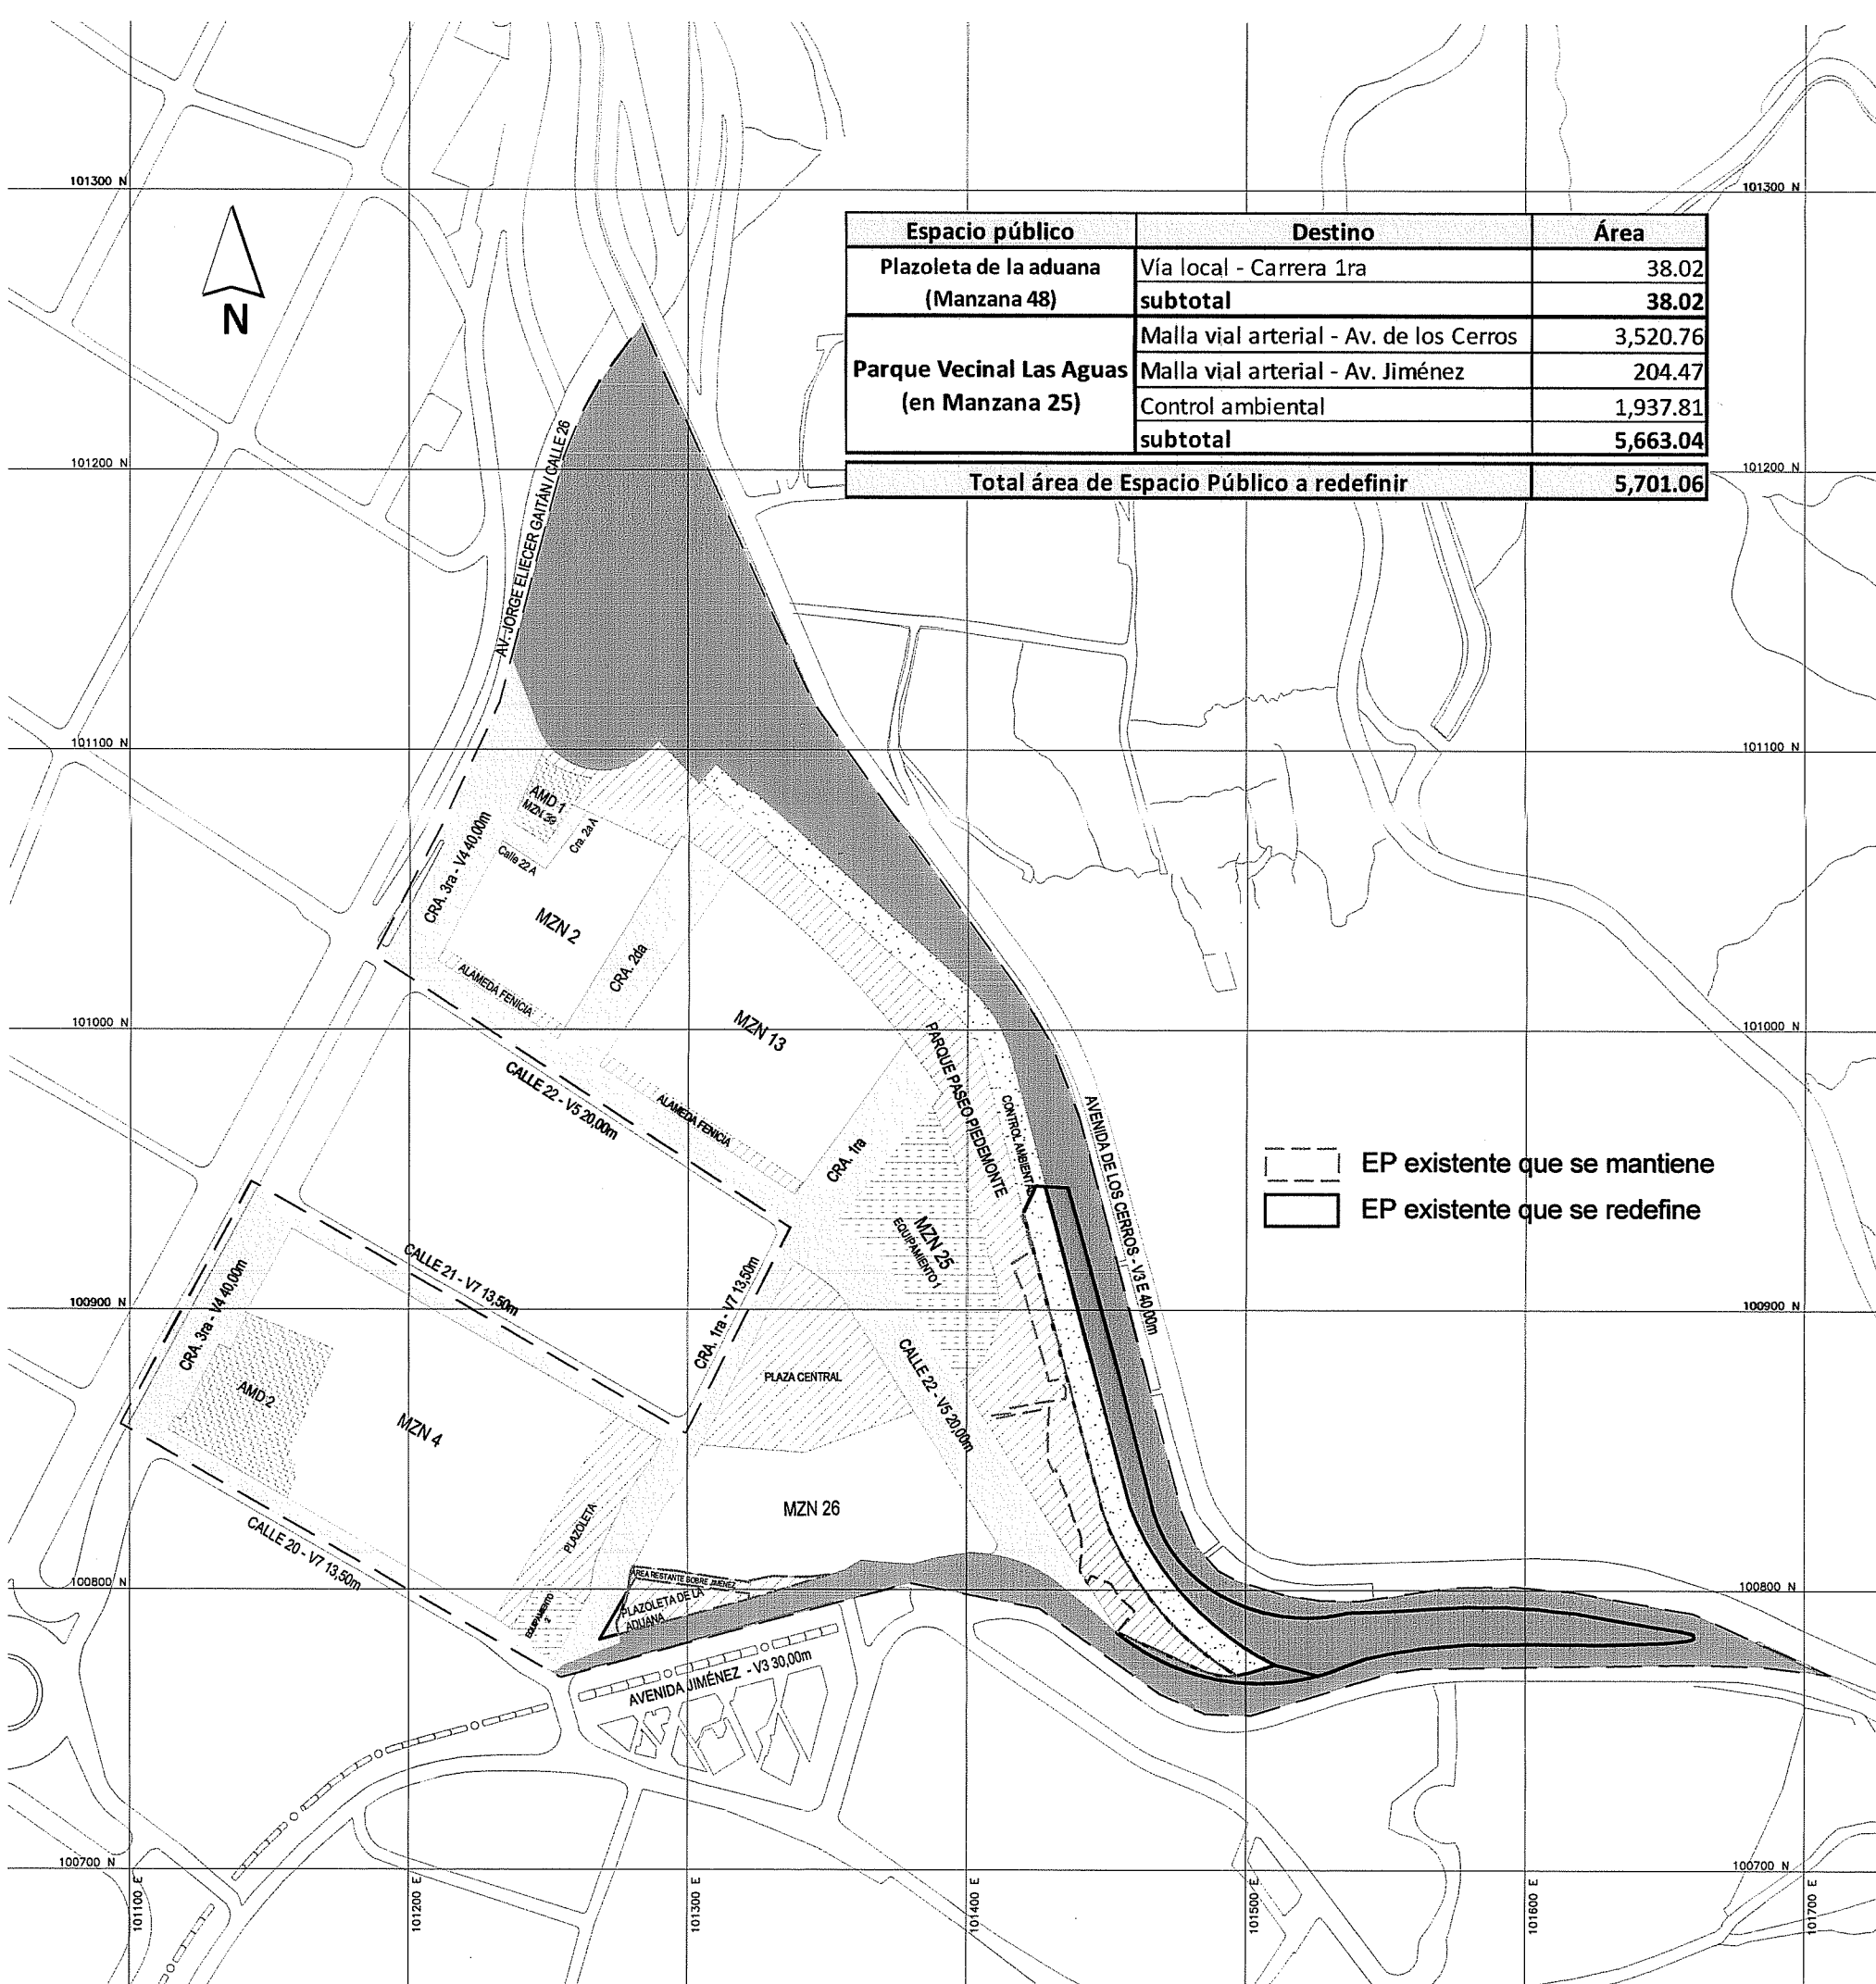 101300 N
101300 N
N
Espacio público Destino Área
Plazoleta de la aduana (Manzana 48) Vía local - Carrera 1ra 38.02
subtotal 38.02
Parque Vecinal Las Aguas (en Manzana 25) Malla vial arterial - Av. de los Cerros 3,520.76
Malla vial arterial - Av. Jiménez 204.47
Control ambiental 1,937.81
subtotal 5,663.04
Total área de Espacio Público a redefinir 5,701.06
101200 N
101200 N
AV. JORGE ELIECER GAITÁN / CALLE 26
101100 N
101100 N
AMD 1
MZN 39
Cra. 2a A
Calle 22 A
CRA. 3ra - V4 40,00m
MZN 2
CRA. 2da
ALAMEDA FENICIA
101000 N
101000 N
MZN 13
CALLE 22 - V5 20,00m
ALAMEDA FENICIA
PARQUE PASEO PIEDEMONTE
CONTROL AMBIENTAL
AVENIDA DE LOS CERROS - V3 E 40,00m
CRA. 1ra
EP existente que se mantiene
EP existente que se redefine
MZN 25
EQUIPAMIENTO 1
CALLE 21 - V7 13,50m
CRA. 1ra - V7 13,50m
100900 N
100900 N
CRA. 3ra - V4 40,00m
AMD 2
MZN 4
PLAZA CENTRAL
CALLE 22 - V5 20,00m
MZN 26
PLAZOLETA
CALLE 20 - V7 13,50m
100800 N
100800 N
AREA RESTANTE SOBRE JIMENEZ
PLAZOLETA DE LA
ADUANA
EQUIPAMIENTO
2
AVENIDA JIMÉNEZ - V3 30,00m
100700 N
100700 N
101100 E
101200 E
101300 E
101400 E
101500 E
101600 E
101700 E